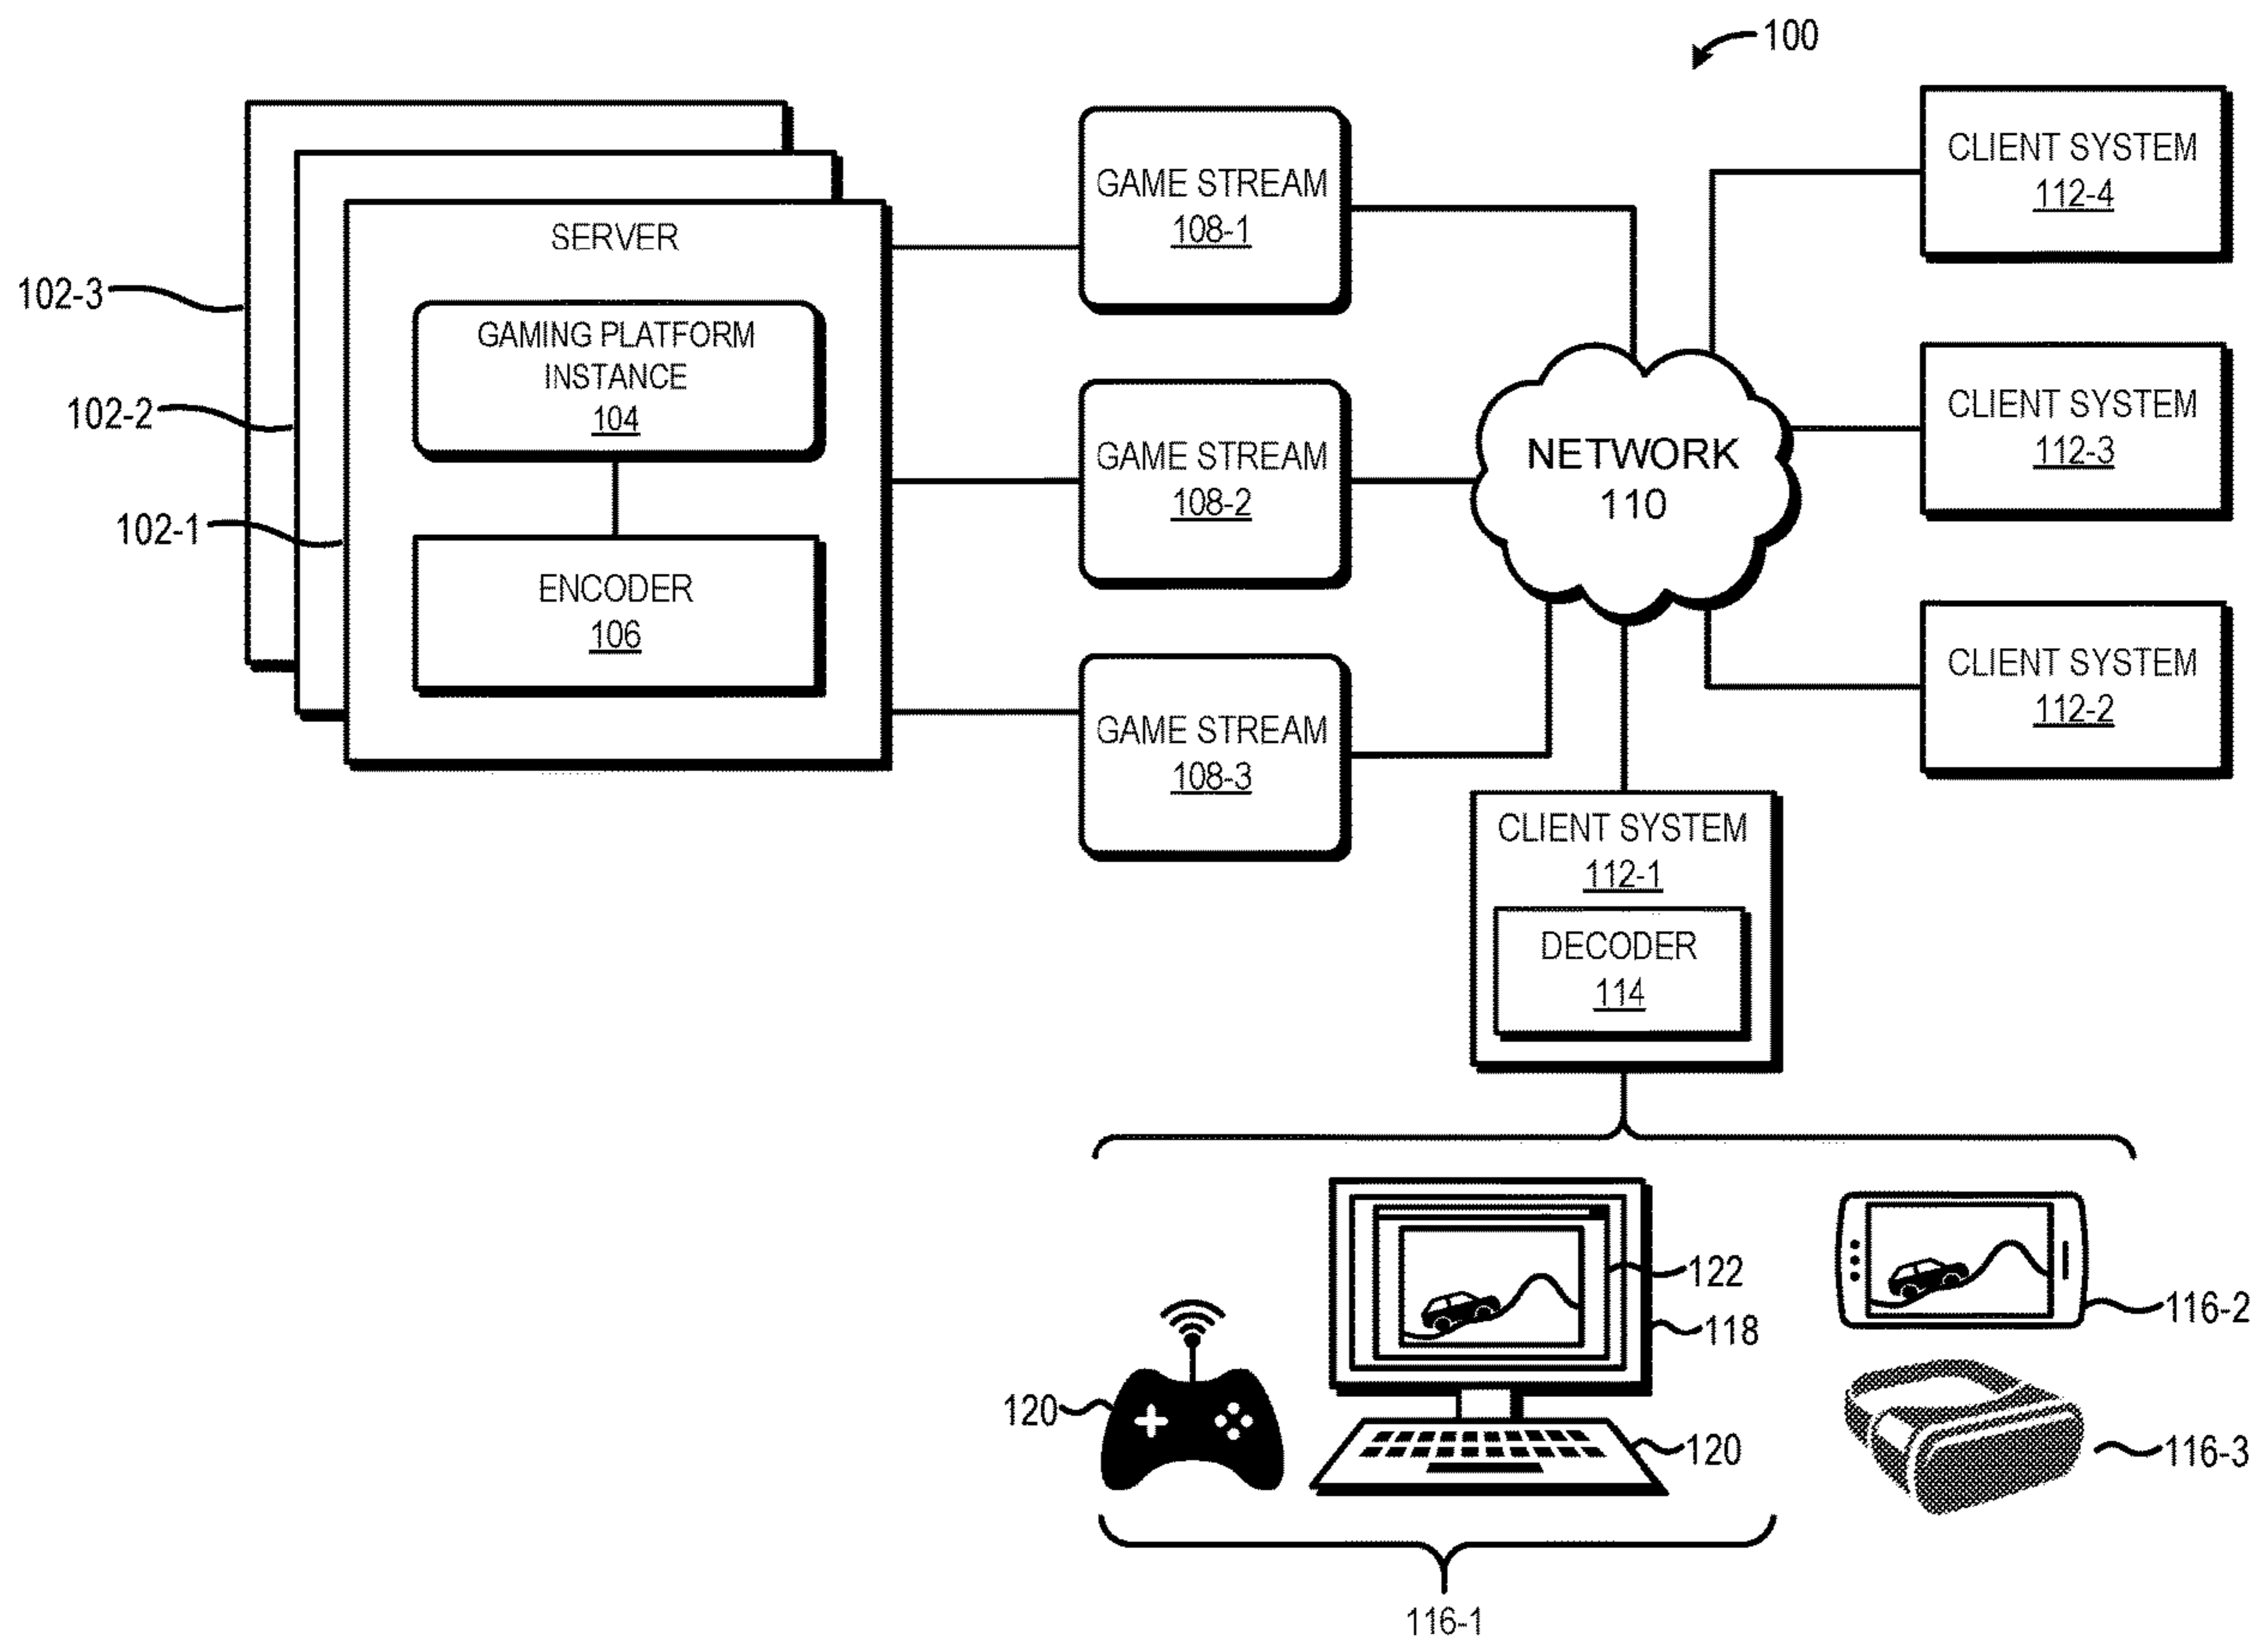 100
SERVER
GAMING PLATFORM
INSTANCE
104
ENCODER
106
102-3
102-2
102-1
GAME STREAM
108-1
GAME STREAM
108-2
GAME STREAM
108-3
NETWORK
110
CLIENT SYSTEM
112-4
CLIENT SYSTEM
112-3
CLIENT SYSTEM
112-2
CLIENT SYSTEM
112-1
DECODER
114
122
118
120
120
116-2
116-3
116-1